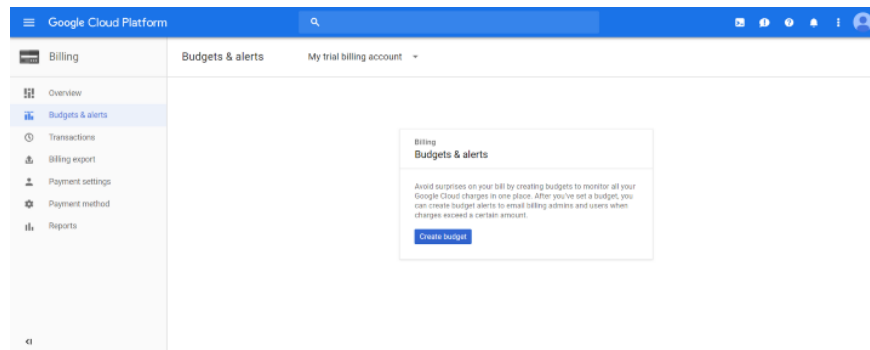 Google Cloud Platform
Billing
Budgets & alerts
My trial billing account
Overview
Budgets & alerts
Transactions
Billing export
Payment settings
Payment method
Reports
Billing
Budgets & alerts
Avoid surprises on your bill by creating budgets to monitor all your
Google Cloud charges in one place. After you've set a budget, you
can create budget alerts to email billing admins and users when
charges exceed a certain amount.
Create budget